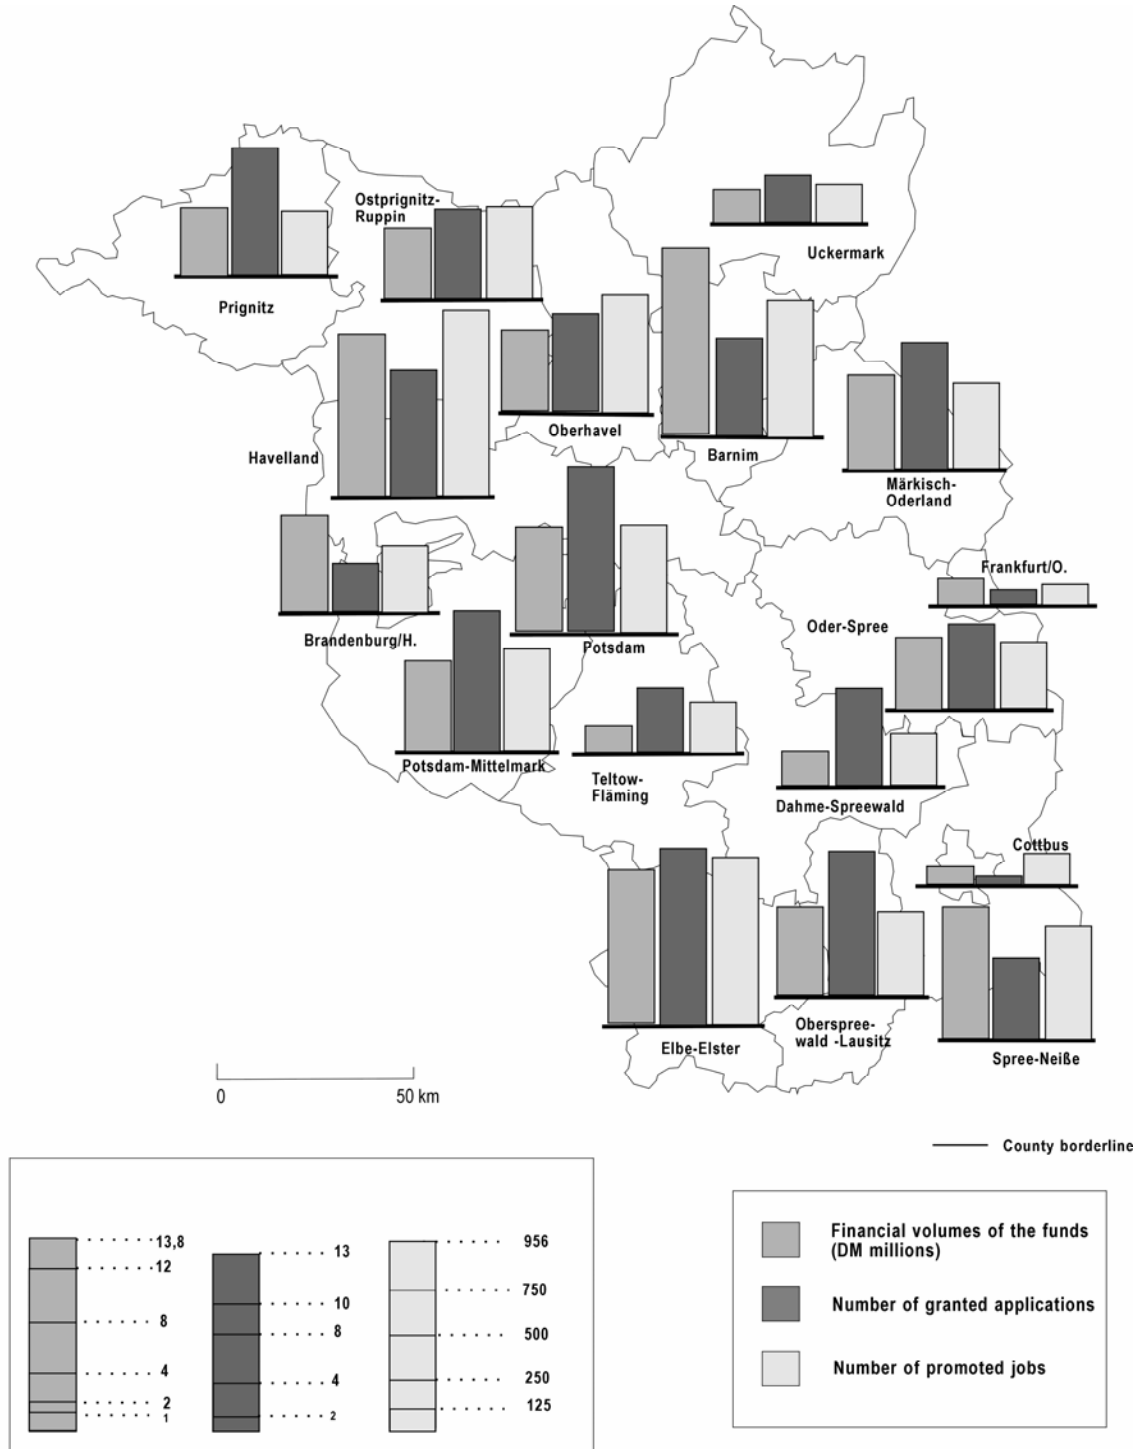 Ostprignitz-
Ruppin
Uckermark
Prignitz
Oberhavel
Havelland
Barnim
Märkisch-
Oderland
Frankfurt/O.
Brandenburg/H.
Oder-Spree
Potsdam
Potsdam-Mittelmark
Teltow-
Fläming
Dahme-Spreewald
Cottbus
Oberspree-
wald -Lausitz
Elbe-Elster
Spree-Neiße
0 50 km
County borderline
13,8
12
8
4
2
1
13
10
8
4
2
956
750
500
250
125
Financial volumes of the funds
(DM millions)
Number of granted applications
Number of promoted jobs